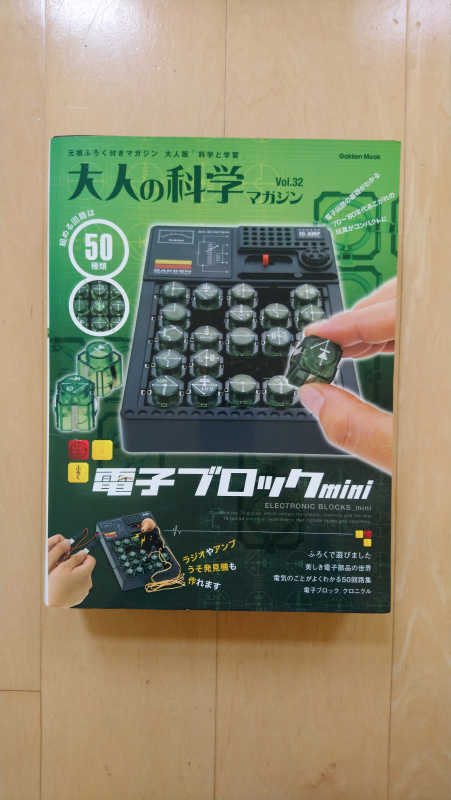 元祖ふろく付きマガジン 大人版「科学と学習」
Gakken Mook
大人の科学マガジン
Vol.32
電子回路の基礎がわかる
'70〜'80年代あこがれの
玩具がコンパクトに
組める回路は
50
種類
Gakken
EX-SYSTEM
IC-AMP
GAKKEN
ふろく
電子ブロックmini
ELECTRONIC BLOCKS_mini
ラジオやアンプ
うそ発見機も
作れます
ふろくで遊びました
美しき電子部品の世界
電気のことがよくわかる50回路集
電子ブロック クロニクル